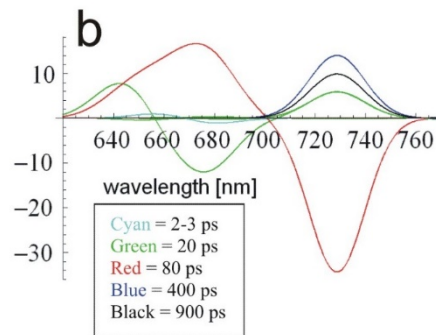 b
10
640 660 680 700 720 740 760
-10
-20
-30
wavelength [nm]
Cyan = 2-3 ps
Green = 20 ps
Red = 80 ps
Blue = 400 ps
Black = 900 ps